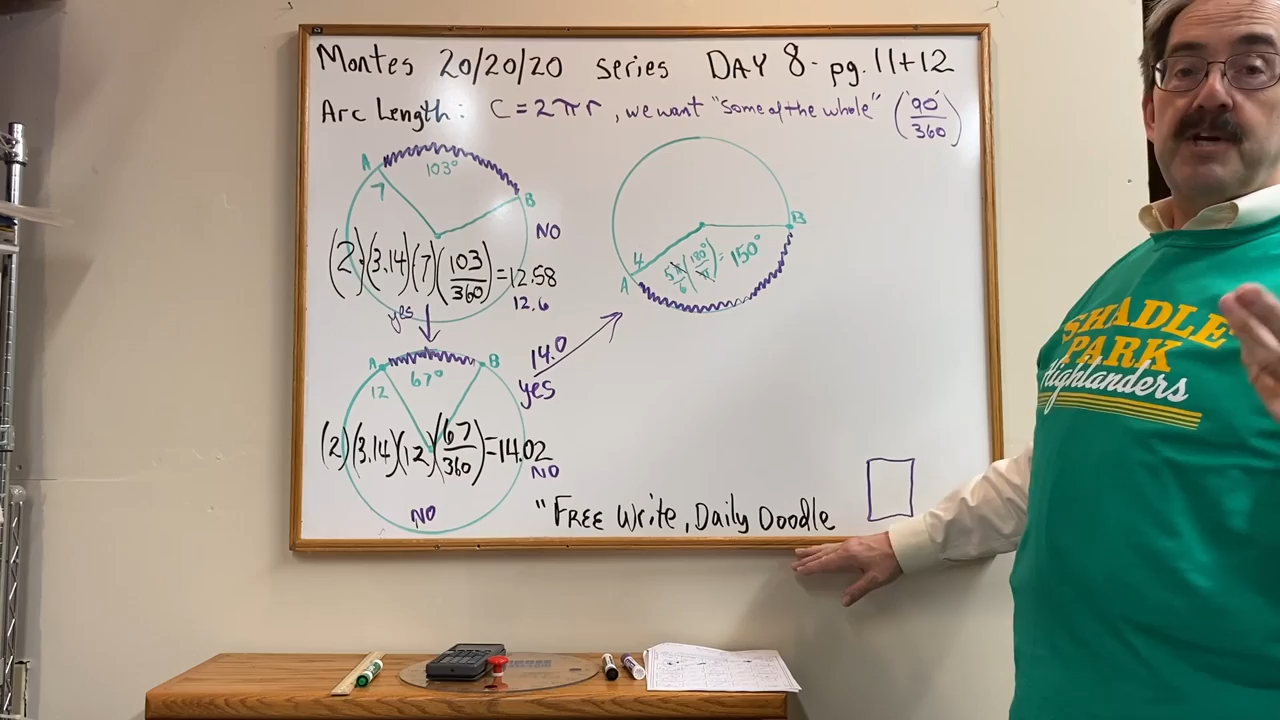 Montes 20/20/20 series DAY 8 - pg. 11+12
Arc Length: C = 2πr, we want "some of the whole" ('90'/360)
A
103°
7
B
NO
(2)(3.14)(7)(103/360) = 12.58
12.6
yes
A
B
67°
12
14.0
yes
(2)(3.14)(12)(67/360) = 14.02
NO
NO
B
4
5π/6 (180°/π) = 150°
A
"FREE Write, Daily Doodle
SHADLE
PARK
Highlanders